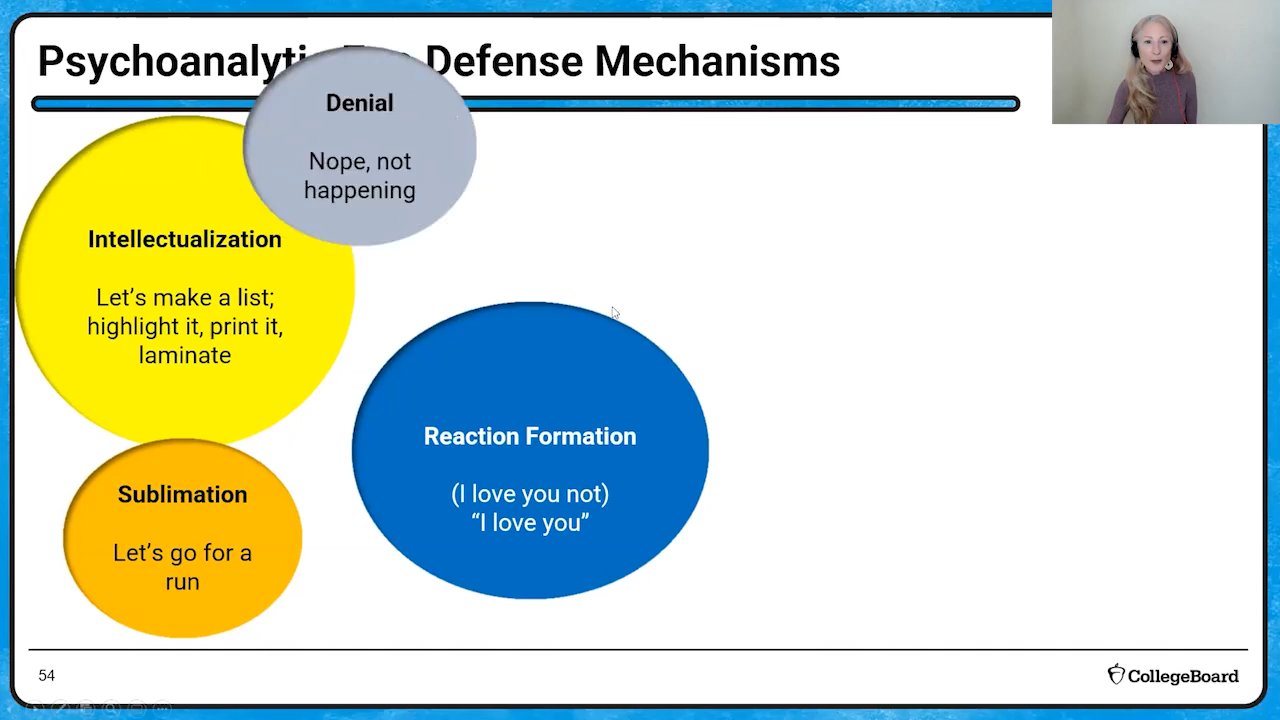 Psychoanalytic Defense Mechanisms
Denial
Nope, not
happening
Intellectualization
Let’s make a list;
highlight it, print it,
laminate
Reaction Formation
(I love you not)
“I love you”
Sublimation
Let’s go for a
run
54
CollegeBoard